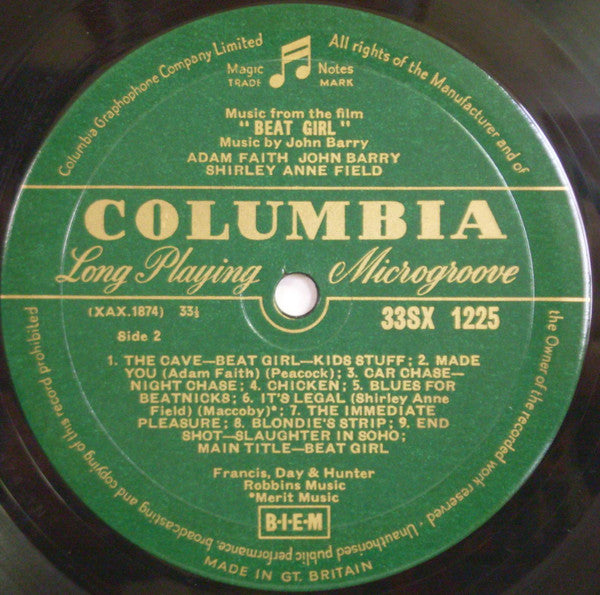 Columbia Graphophone Company Limited
All rights of the Manufacturer and of
the Owner of the recorded work reserved · Unauthorised public performance, broadcasting and copying of this record prohibited
Magic Notes
TRADE MARK
Music from the film
"BEAT GIRL"
Music by John Barry
ADAM FAITH JOHN BARRY
SHIRLEY ANNE FIELD
COLUMBIA
Long Playing Microgroove
(XAX.1874) 33⅓
33SX 1225
Side 2
1. THE CAVE—BEAT GIRL—KIDS STUFF; 2. MADE
YOU (Adam Faith) (Peacock); 3. CAR CHASE—
NIGHT CHASE; 4. CHICKEN; 5. BLUES FOR
BEATNICKS; 6. IT'S LEGAL (Shirley Anne
Field) (Maccoby)*; 7. THE IMMEDIATE
PLEASURE; 8. BLONDIE'S STRIP; 9. END
SHOT—SLAUGHTER IN SOHO;
MAIN TITLE—BEAT GIRL
Francis, Day & Hunter
Robbins Music
*Merit Music
B·I·E·M
MADE IN GT. BRITAIN